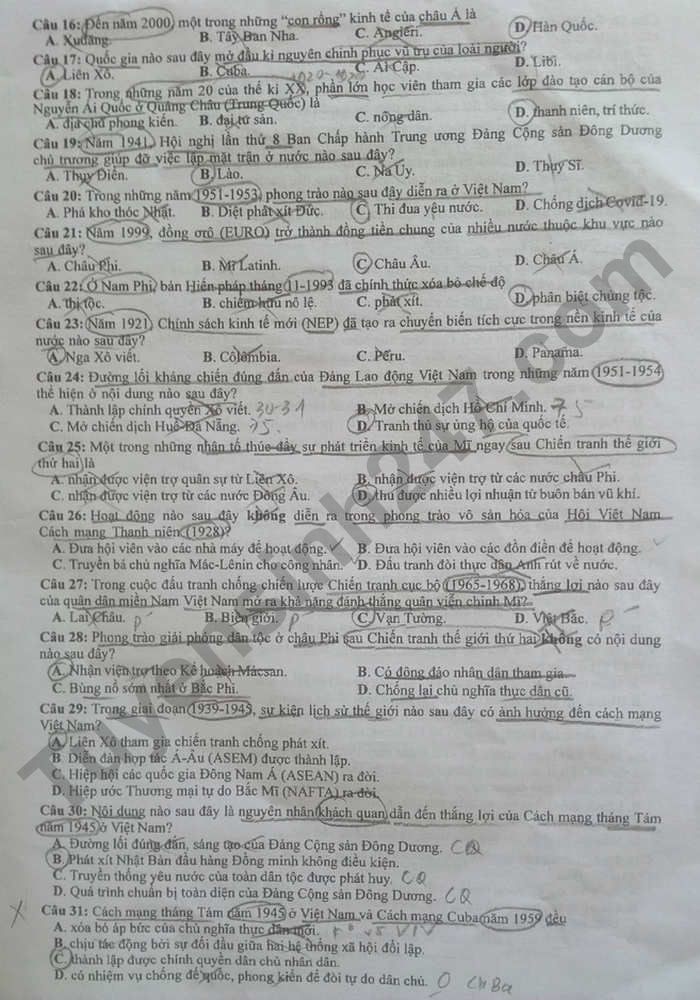 Câu 16: Đến năm 2000, một trong những “con rồng” kinh tế của châu Á là
A. Xuđăng. B. Tây Ban Nha. C. Angiêri. D. Hàn Quốc.
Câu 17: Quốc gia nào sau đây mở đầu kỉ nguyên chinh phục vũ trụ của loài người?
A. Liên Xô. B. Cuba. C. Ai Cập. D. Libi.
Câu 18: Trong những năm 20 của thế kỉ XX, phần lớn học viên tham gia các lớp đào tạo cán bộ của
Nguyễn Ái Quốc ở Quảng Châu (Trung Quốc) là
A. địa chủ phong kiến. B. đại tư sản. C. nông dân. D. thanh niên, trí thức.
Câu 19: Năm 1941, Hội nghị lần thứ 8 Ban Chấp hành Trung ương Đảng Cộng sản Đông Dương
chủ trương giúp đỡ việc lập mặt trận ở nước nào sau đây?
A. Thụy Điển. B. Lào. C. Na Uy. D. Thụy Sĩ.
Câu 20: Trong những năm 1951-1953, phong trào nào sau đây diễn ra ở Việt Nam?
A. Phá kho thóc Nhật. B. Diệt phát xít Đức. C. Thi đua yêu nước. D. Chống dịch Covid-19.
Câu 21: Năm 1999, đồng ơrô (EURO) trở thành đồng tiền chung của nhiều nước thuộc khu vực nào
sau đây?
A. Châu Phi. B. Mĩ Latinh. C. Châu Âu. D. Châu Á.
Câu 22: Ở Nam Phi, bản Hiến pháp tháng 11-1993 đã chính thức xóa bỏ chế độ
A. thị tộc. B. chiếm hữu nô lệ. C. phát xít. D. phân biệt chủng tộc.
Câu 23: Năm 1921, Chính sách kinh tế mới (NEP) đã tạo ra chuyển biến tích cực trong nền kinh tế của
nước nào sau đây?
A. Nga Xô viết. B. Côlômbia. C. Pêru. D. Panama.
Câu 24: Đường lối kháng chiến đúng đắn của Đảng Lao động Việt Nam trong những năm 1951-1954
thể hiện ở nội dung nào sau đây?
A. Thành lập chính quyền Xô viết. 30-31 B. Mở chiến dịch Hồ Chí Minh. 75
C. Mở chiến dịch Huế-Đà Nẵng. 75. D. Tranh thủ sự ủng hộ của quốc tế.
Câu 25: Một trong những nhân tố thúc đẩy sự phát triển kinh tế của Mĩ ngay sau Chiến tranh thế giới
thứ hai là
A. nhận được viện trợ quân sự từ Liên Xô. B. nhận được viện trợ từ các nước châu Phi.
C. nhận được viện trợ từ các nước Đông Âu. D. thu được nhiều lợi nhuận từ buôn bán vũ khí.
Câu 26: Hoạt động nào sau đây không diễn ra trong phong trào vô sản hóa của Hội Việt Nam
Cách mạng Thanh niên (1928)?
A. Đưa hội viên vào các nhà máy để hoạt động. B. Đưa hội viên vào các đồn điền để hoạt động.
C. Truyền bá chủ nghĩa Mác-Lênin cho công nhân. D. Đấu tranh đòi thực dân Anh rút về nước.
Câu 27: Trong cuộc đấu tranh chống chiến lược Chiến tranh cục bộ (1965-1968), thắng lợi nào sau đây
của quân dân miền Nam Việt Nam mở ra khả năng đánh thắng quân viễn chinh Mĩ?
A. Lai Châu. P B. Biên giới. P C. Vạn Tường. D. Việt Bắc. P
Câu 28: Phong trào giải phóng dân tộc ở châu Phi sau Chiến tranh thế giới thứ hai không có nội dung
nào sau đây?
A. Nhận viện trợ theo Kế hoạch Mácsan. B. Có đông đảo nhân dân tham gia.
C. Bùng nổ sớm nhất ở Bắc Phi. D. Chống lại chủ nghĩa thực dân cũ.
Câu 29: Trong giai đoạn 1939-1945, sự kiện lịch sử thế giới nào sau đây có ảnh hưởng đến cách mạng
Việt Nam?
A. Liên Xô tham gia chiến tranh chống phát xít.
B. Diễn đàn hợp tác Á-Âu (ASEM) được thành lập.
C. Hiệp hội các quốc gia Đông Nam Á (ASEAN) ra đời.
D. Hiệp ước Thương mại tự do Bắc Mĩ (NAFTA) ra đời.
Câu 30: Nội dung nào sau đây là nguyên nhân khách quan dẫn đến thắng lợi của Cách mạng tháng Tám
năm 1945 ở Việt Nam?
A. Đường lối đúng đắn, sáng tạo của Đảng Cộng sản Đông Dương. CQ
B. Phát xít Nhật Bản đầu hàng Đồng minh không điều kiện.
C. Truyền thống yêu nước của toàn dân tộc được phát huy. CQ
D. Quá trình chuẩn bị toàn diện của Đảng Cộng sản Đông Dương. CQ
Câu 31: Cách mạng tháng Tám năm 1945 ở Việt Nam và Cách mạng Cuba năm 1959 đều
A. xóa bỏ áp bức của chủ nghĩa thực dân mới.
B. chịu tác động bởi sự đối đầu giữa hai hệ thống xã hội đối lập.
C. thành lập được chính quyền dân chủ nhân dân.
D. có nhiệm vụ chống đế quốc, phong kiến để đòi tự do dân chủ.
Tuyensinh247.com